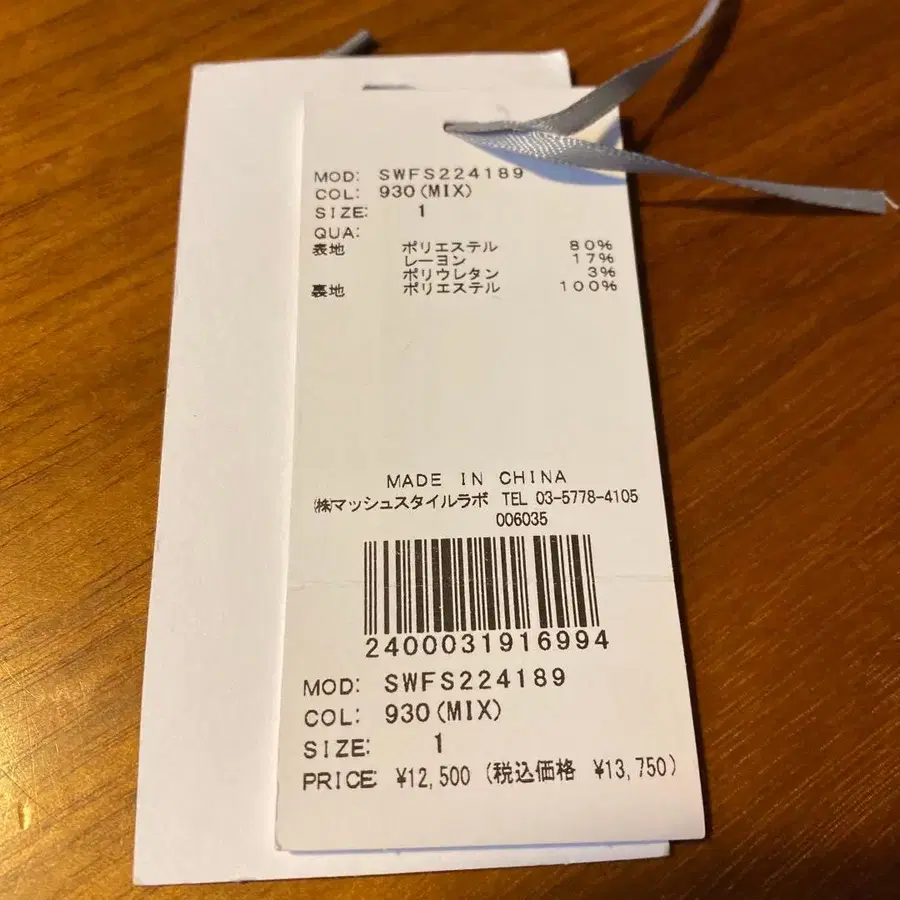 MOD: SWFS224189
COL: 930(MIX)
SIZE: 1
QUA:
表地 ポリエステル 80%
レーヨン 17%
ポリウレタン 3%
裏地 ポリエステル 100%
MADE IN CHINA
㈱マッシュスタイルラボ TEL 03-5778-4105
006035
2400031916994
MOD: SWFS224189
COL: 930(MIX)
SIZE: 1
PRICE: ¥12,500 (税込価格 ¥13,750)